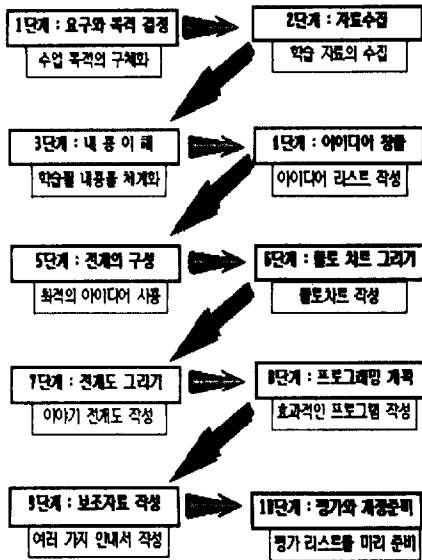 1단계 : 요구와 목적 결정
수업 목적의 구체화
2단계 : 자료수집
학습 자료의 수집
3단계 : 내 용 이 해
학습될 내용을 체계화
4단계 : 아이디어 창출
아이디어 리스트 작성
5단계 : 전개의 구성
최적의 아이디어 사용
6단계 : 플로 차트 그리기
플로차트 작성
7단계 : 전개도 그리기
이야기 전개도 작성
8단계 : 프로그래밍 계획
효과적인 프로그램 작성
9단계 : 보조자료 작성
여러 가지 안내서 작성
10단계 : 평가와 개정준비
평가 리스트를 미리 준비